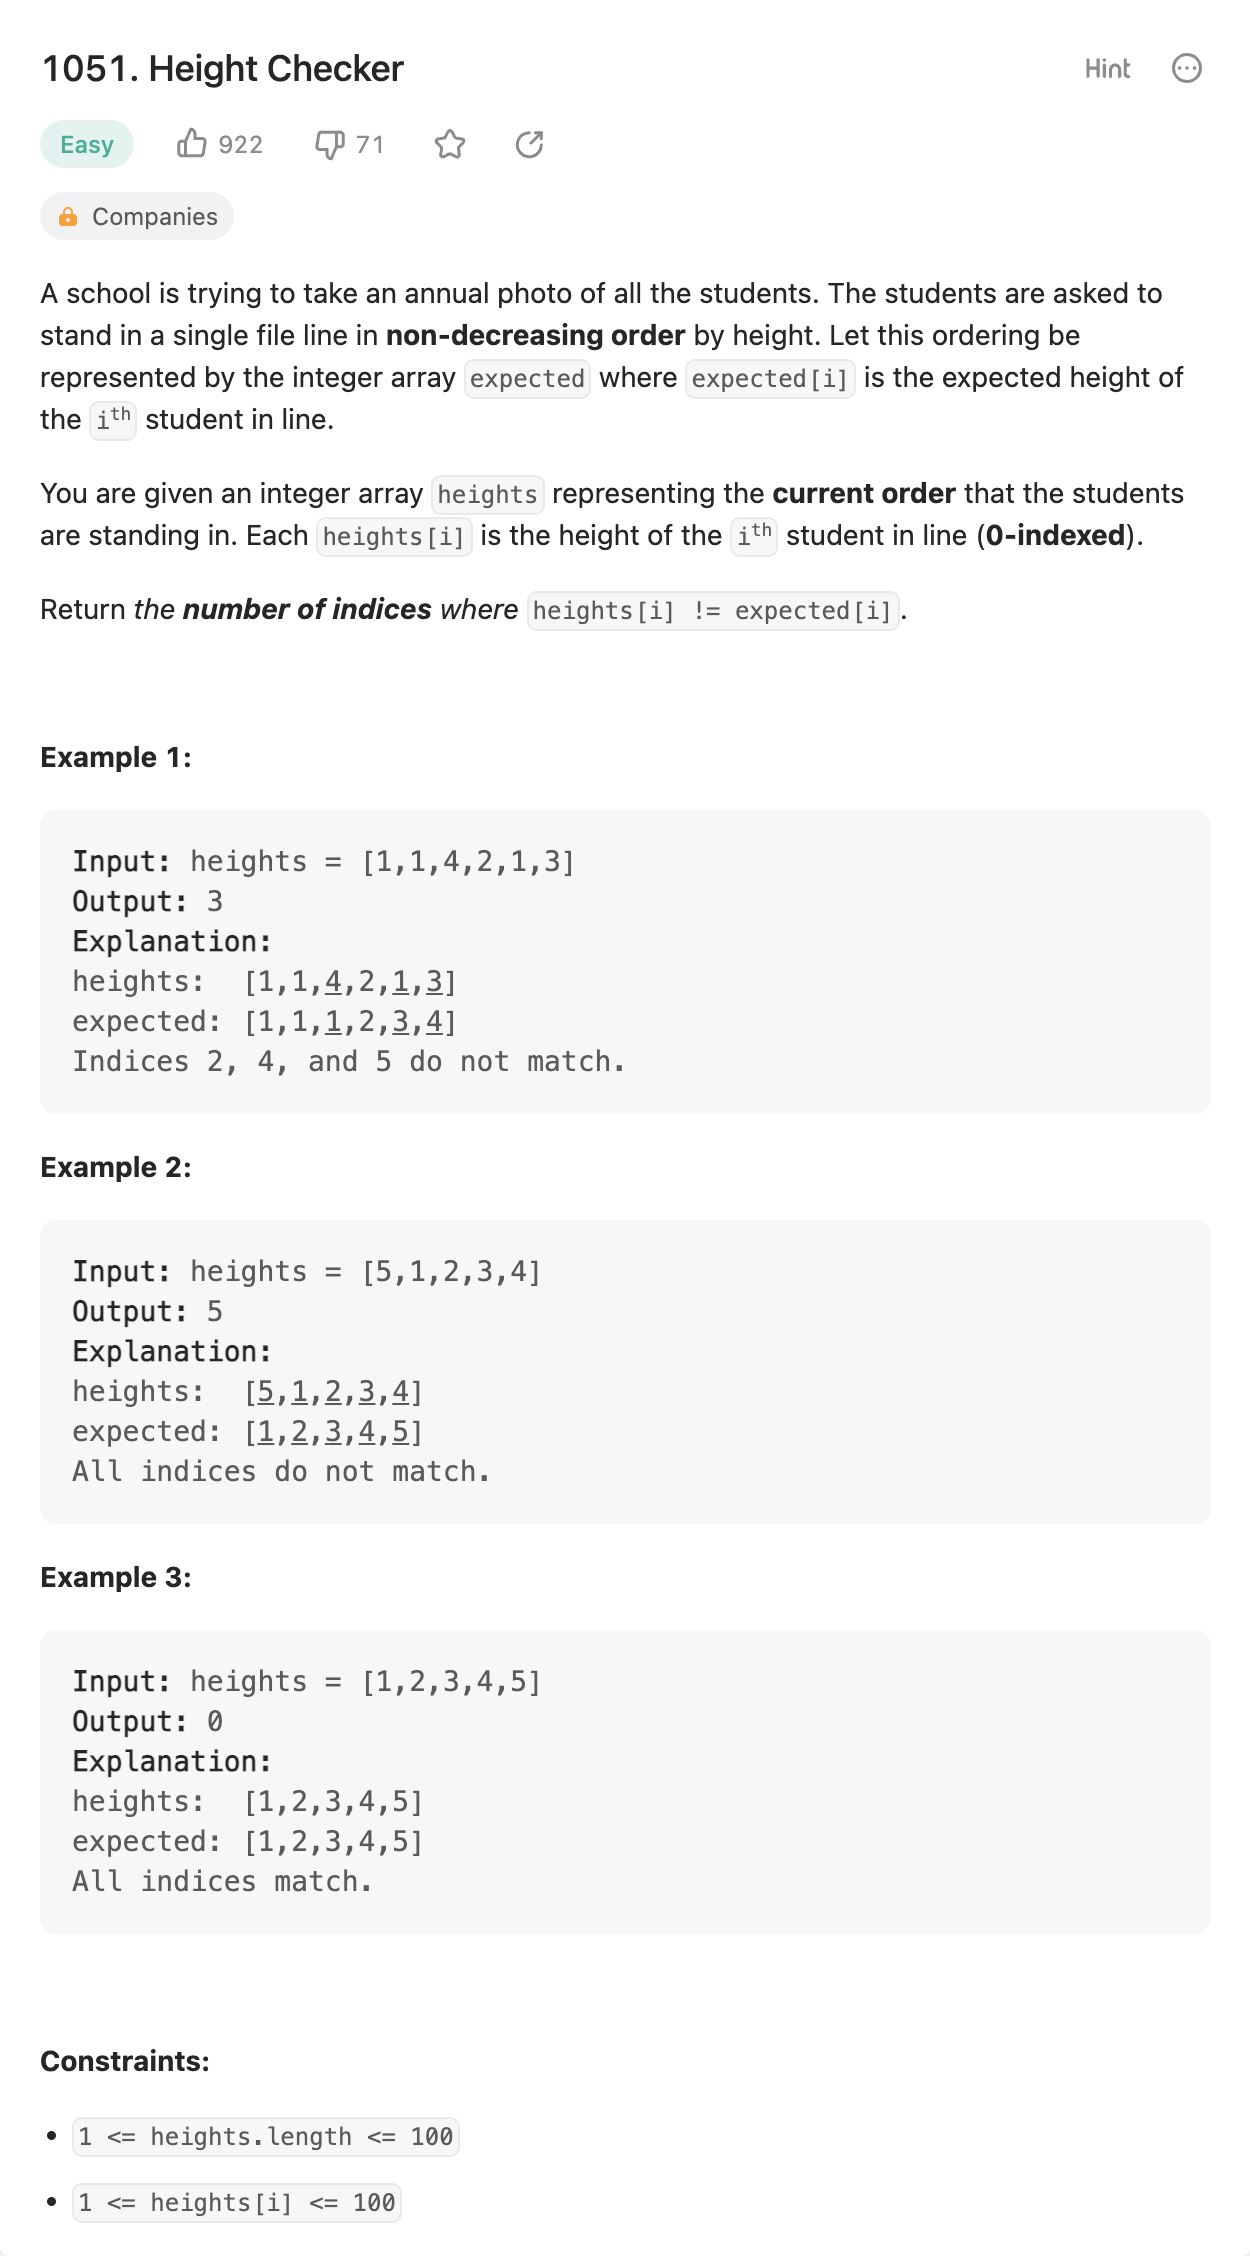 1051. Height Checker
Hint
Easy
922
71
Companies
A school is trying to take an annual photo of all the students. The students are asked to
stand in a single file line in non-decreasing order by height. Let this ordering be
represented by the integer array expected where expected[i] is the expected height of
the ith student in line.
You are given an integer array heights representing the current order that the students
are standing in. Each heights[i] is the height of the ith student in line (0-indexed).
Return the number of indices where heights[i] != expected[i].
Example 1:
Input: heights = [1,1,4,2,1,3]
Output: 3
Explanation:
heights:  [1,1,4,2,1,3]
expected: [1,1,1,2,3,4]
Indices 2, 4, and 5 do not match.
Example 2:
Input: heights = [5,1,2,3,4]
Output: 5
Explanation:
heights:  [5,1,2,3,4]
expected: [1,2,3,4,5]
All indices do not match.
Example 3:
Input: heights = [1,2,3,4,5]
Output: 0
Explanation:
heights:  [1,2,3,4,5]
expected: [1,2,3,4,5]
All indices match.
Constraints:
• 1 <= heights.length <= 100
• 1 <= heights[i] <= 100